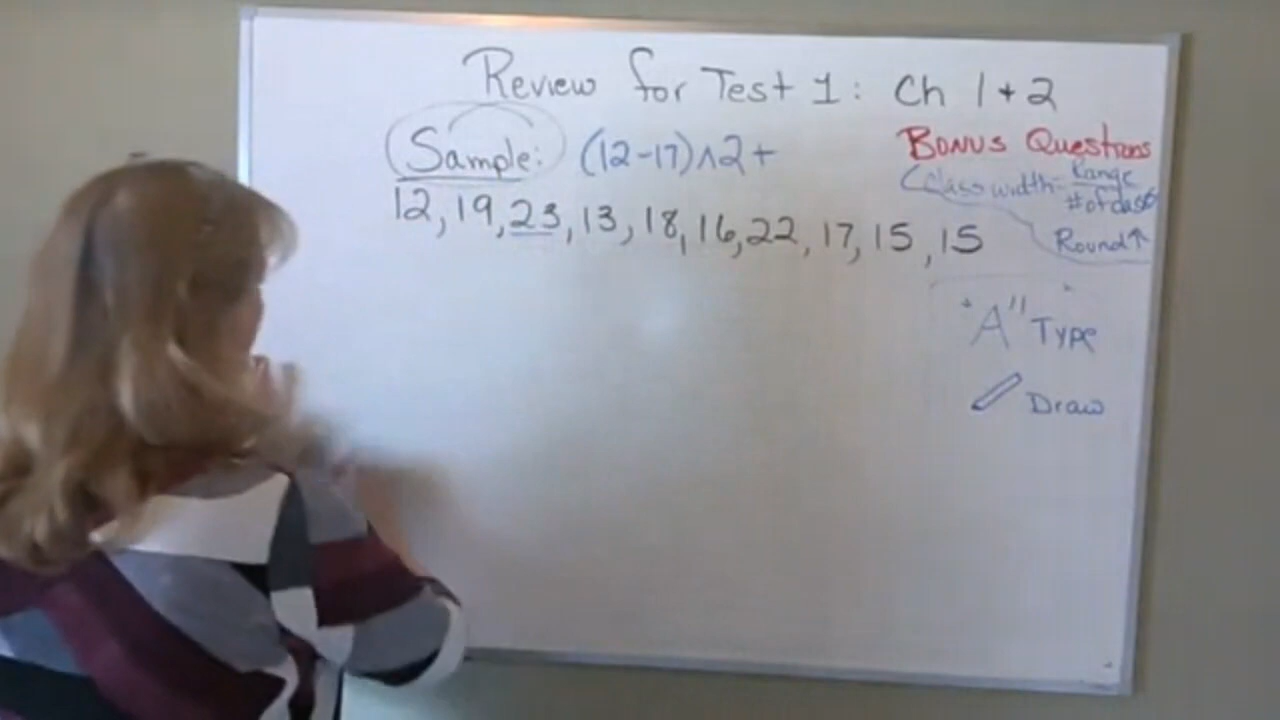 Review for Test 1: Ch 1 + 2
Sample: (12-17)^2+
12, 19, 23, 13, 18, 16, 22, 17, 15, 15
Bonus Questions
Class width = Range
# of class
Round ↑
"A" Type
Draw